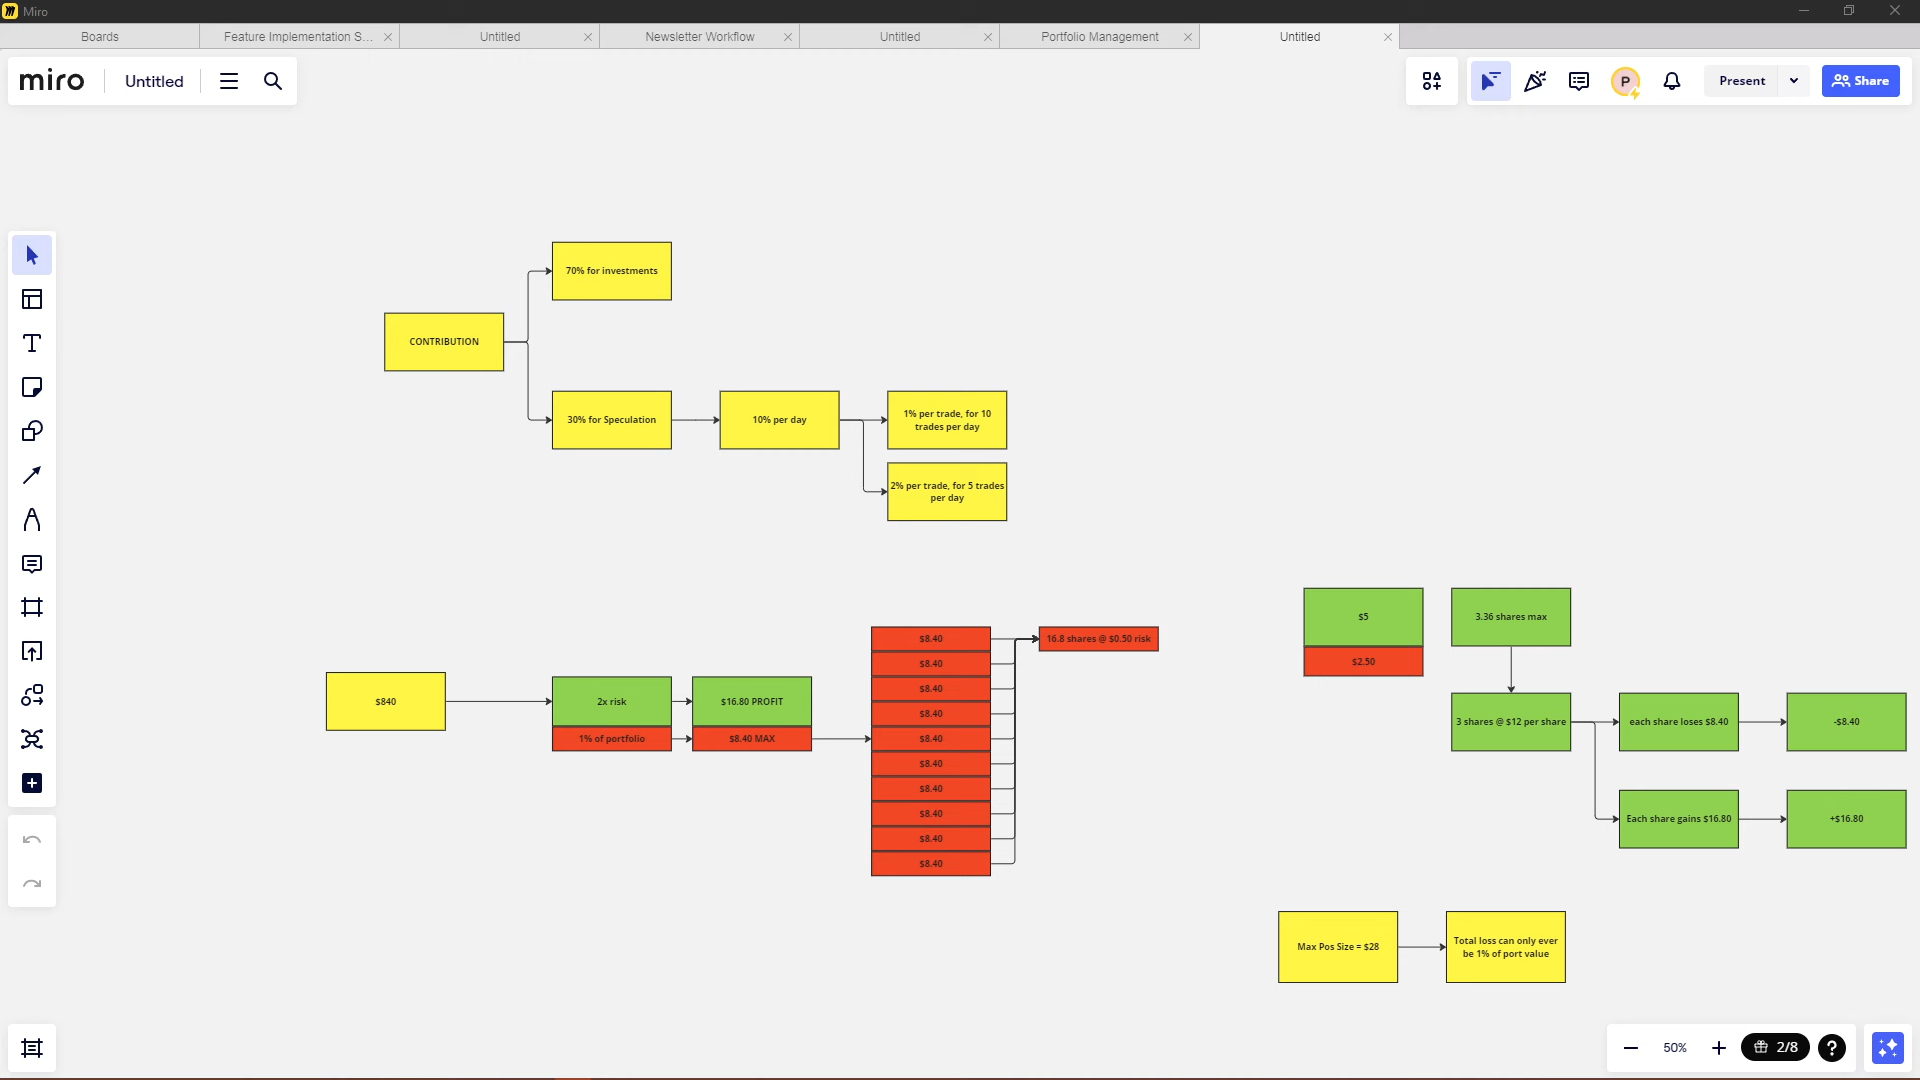 Miro
Boards
Feature Implementation S...
Untitled
Newsletter Workflow
Untitled
Portfolio Management
Untitled
miro
Untitled
P
Present
Share
70% for investments
CONTRIBUTION
30% for Speculation
10% per day
1% per trade, for 10
trades per day
2% per trade, for 5 trades
per day
$840
2x risk
1% of portfolio
$16.80 PROFIT
$8.40 MAX
$8.40
$8.40
$8.40
$8.40
$8.40
$8.40
$8.40
$8.40
$8.40
$8.40
16.8 shares @ $0.50 risk
$5
$2.50
3.36 shares max
3 shares @ $12 per share
each share loses $8.40
-$8.40
Each share gains $16.80
+$16.80
Max Pos Size = $28
Total loss can only ever
be 1% of port value
50%
2/8
?